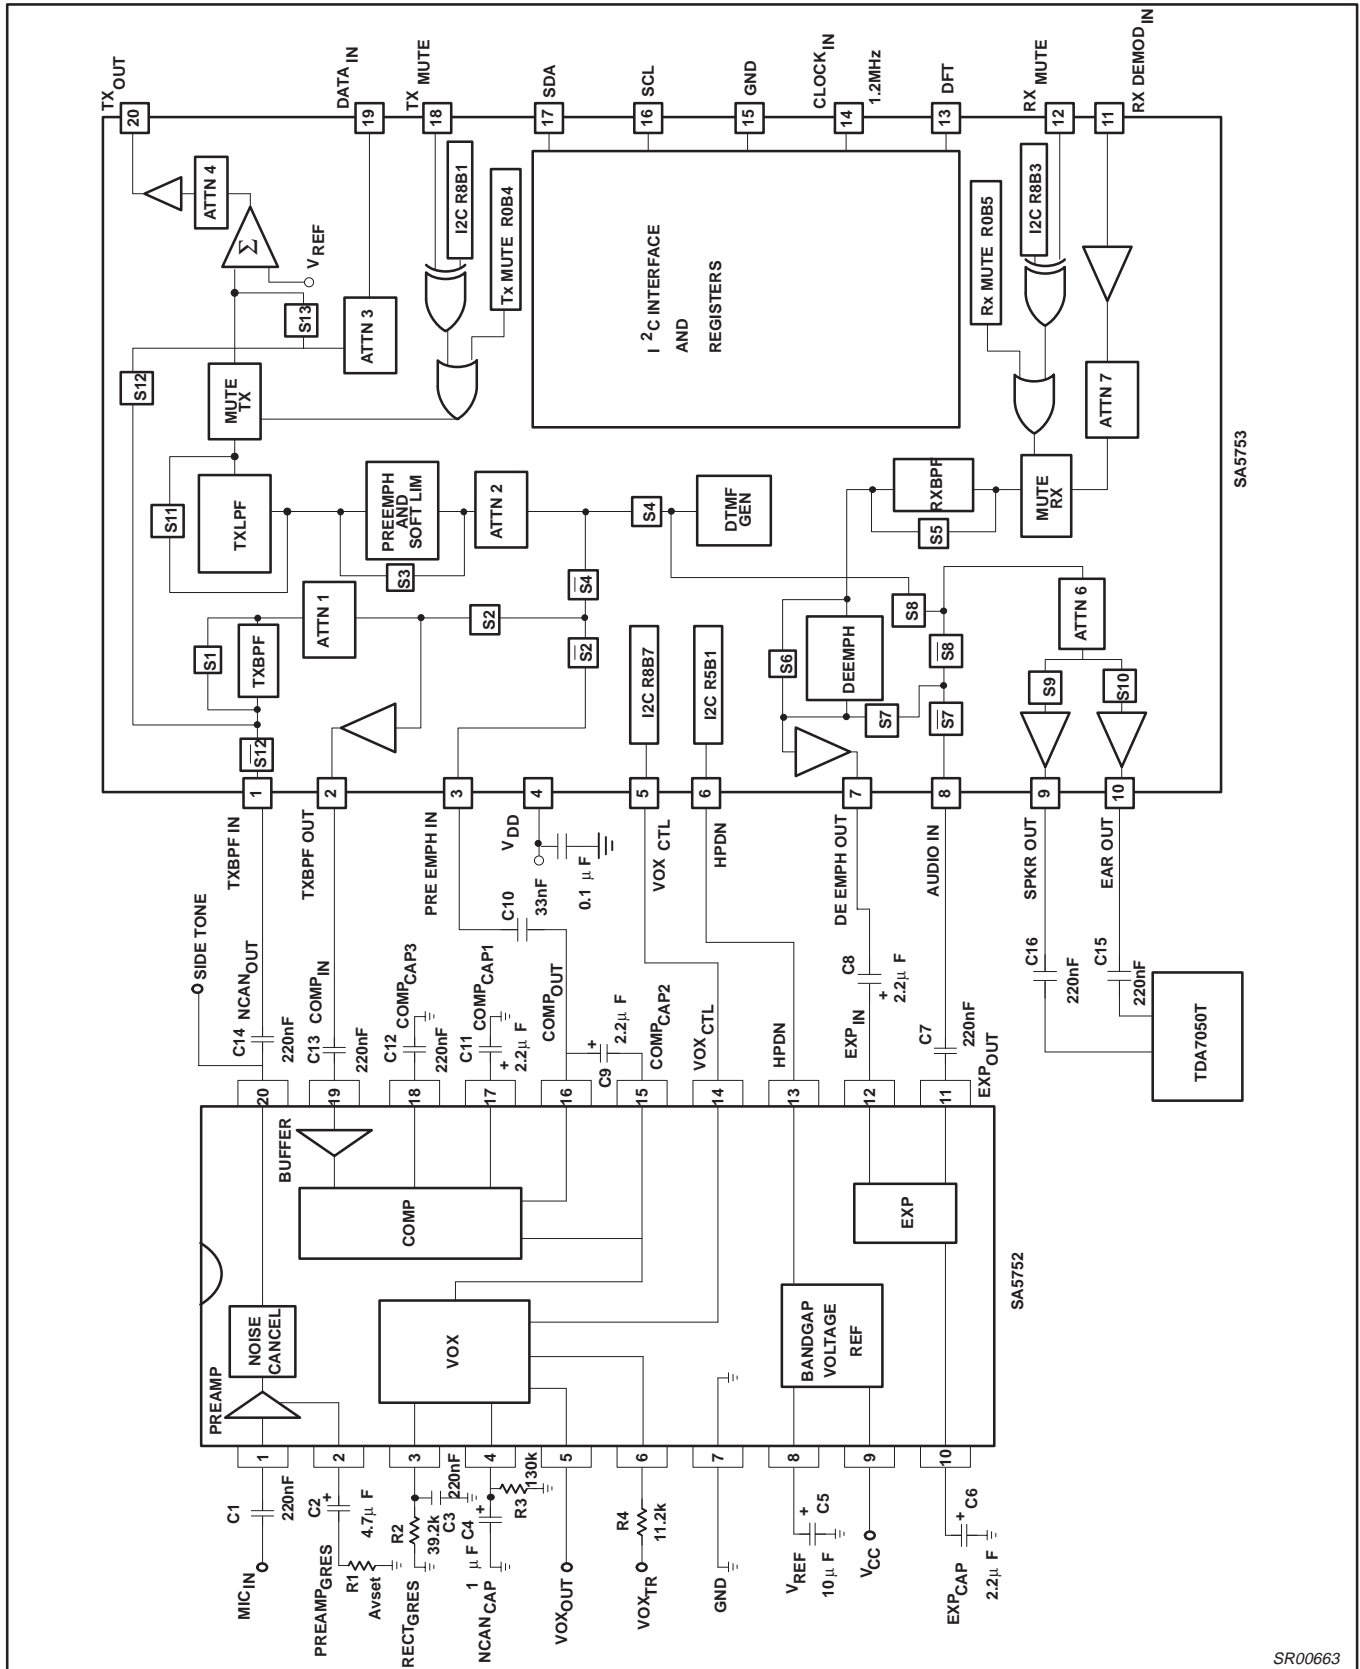 TX OUT
DATA IN
TX MUTE
SDA
SCL
GND
CLOCK IN
1.2MHz
DFT
RX MUTE
RX DEMOD IN
20
19
18
17
16
15
14
13
12
11
ATTN 4
Σ
V REF
S13
S12
ATTN 3
MUTE TX
I2C R8B1
Tx MUTE R0B4
I 2C INTERFACE
AND
REGISTERS
Rx MUTE R0B5
I2C R8B3
ATTN 7
MUTE RX
RXBPF
S5
S11
TXLPF
PREEMPH
AND
SOFT LIM
S3
ATTN 2
S4
DTMF
GEN
S1
TXBPF
ATTN 1
S2
S4
S2
S12
I2C R8B7
I2C R5B1
S6
DEEMPH
S7
S8
S8
S7
ATTN 6
S9
S10
SA5753
1
2
3
4
5
6
7
8
9
10
TXBPF IN
TXBPF OUT
PRE EMPH IN
V DD
VOX CTL
HPDN
DE EMPH OUT
AUDIO IN
SPKR OUT
EAR OUT
SIDE TONE
C14
220nF
NCAN OUT
C13
220nF
COMP IN
C12
220nF
COMP CAP3
C11
2.2μ F
+
COMP CAP1
C10
33nF
0.1 μ F
COMP OUT
C9
+
2.2μ F
COMP CAP2
VOX CTL
HPDN
C8
+
2.2μ F
EXP IN
C7
220nF
EXP OUT
C16
220nF
C15
220nF
TDA7050T
20
19
18
17
16
15
14
13
12
11
BUFFER
COMP
EXP
PREAMP
NOISE
CANCEL
VOX
BANDGAP
VOLTAGE
REF
SA5752
1
2
3
4
5
6
7
8
9
10
C1
220nF
MIC IN
C2
+
4.7μ F
PREAMP GRES
R1
Avset
R2
39.2k
C3
220nF
RECT GRES
C4
+
1 μ F
R3
130k
NCAN CAP
VOX OUT
R4
11.2k
VOX TR
GND
V REF
+
C5
10 μ F
V CC
EXP CAP
+
C6
2.2μ F
SR00663